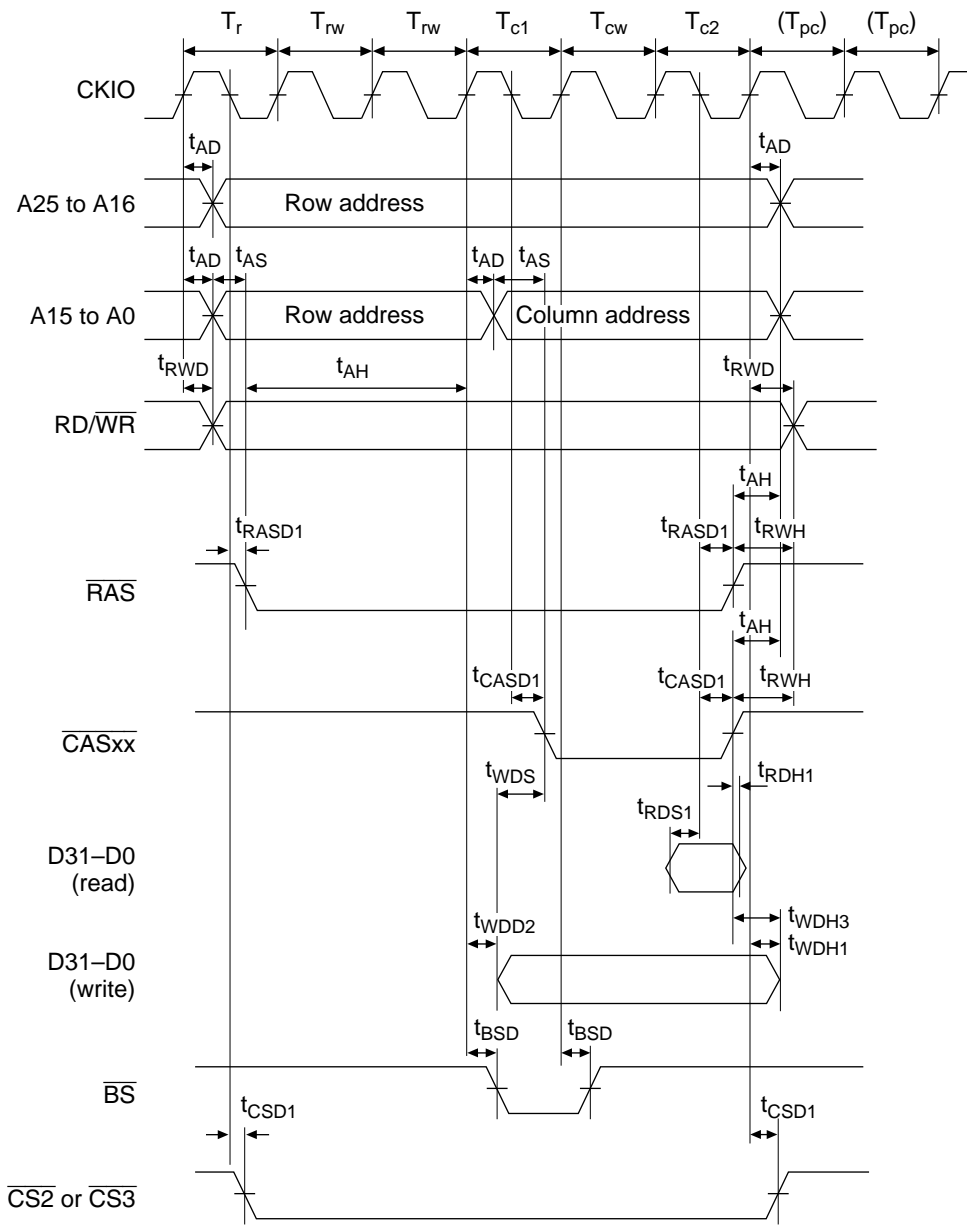 Tr Trw Trw Tc1 Tcw Tc2 (Tpc) (Tpc)
CKIO
tAD tAD
A25 to A16 Row address
tAD tAS tAD tAS
A15 to A0 Row address Column address
tRWD tAH tRWD
RD/WR
tAH
tRASD1 tRASD1 tRWH
RAS
tAH
tCASD1 tCASD1 tRWH
CASxx
tWDS tRDH1
tRDS1
D31–D0
(read)
tWDD2 tWDH3
tWDH1
D31–D0
(write)
tBSD tBSD
BS
tCSD1 tCSD1
CS2 or CS3